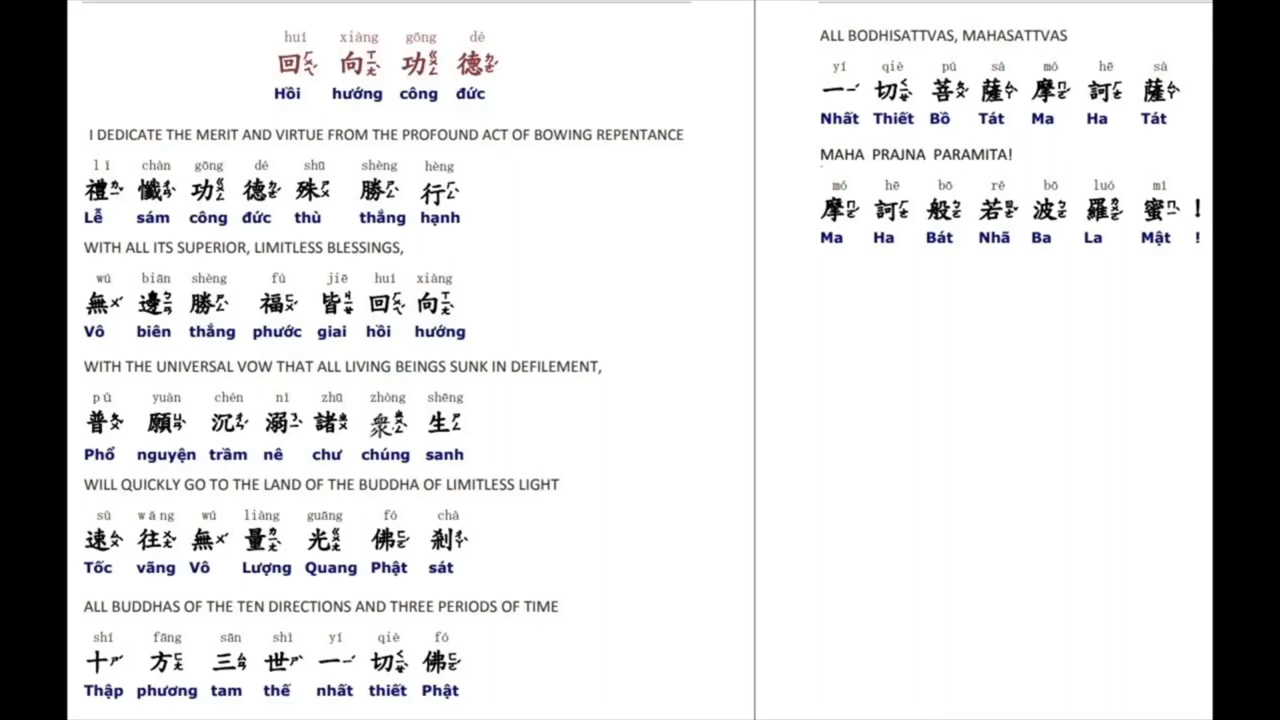 huí xiàng gōng dé
回 向 功 德
Hồi hướng công đức
I DEDICATE THE MERIT AND VIRTUE FROM THE PROFOUND ACT OF BOWING REPENTANCE
lǐ chàn gōng dé shū shèng hèng
禮 懺 功 德 殊 勝 行
Lễ sám công đức thù thắng hạnh
WITH ALL ITS SUPERIOR, LIMITLESS BLESSINGS,
wú biān shèng fú jiē huí xiàng
無 邊 勝 福 皆 回 向
Vô biên thắng phước giai hồi hướng
WITH THE UNIVERSAL VOW THAT ALL LIVING BEINGS SUNK IN DEFILEMENT,
pǔ yuàn chén nì zhū zhòng shēng
普 願 沉 溺 諸 眾 生
Phổ nguyện trầm nê chư chúng sanh
WILL QUICKLY GO TO THE LAND OF THE BUDDHA OF LIMITLESS LIGHT
sù wǎng wú liàng guāng fó chà
速 往 無 量 光 佛 剎
Tốc vãng Vô Lượng Quang Phật sát
ALL BUDDHAS OF THE TEN DIRECTIONS AND THREE PERIODS OF TIME
shí fāng sān shì yí qiè fó
十 方 三 世 一 切 佛
Thập phương tam thế nhất thiết Phật
ALL BODHISATTVAS, MAHASATTVAS
yí qiè pú sà mó hē sà
一 切 菩 薩 摩 訶 薩
Nhất Thiết Bồ Tát Ma Ha Tát
MAHA PRAJNA PARAMITA!
mó hē bō rě bō luó mì
摩 訶 般 若 波 羅 蜜 !
Ma Ha Bát Nhã Ba La Mật !